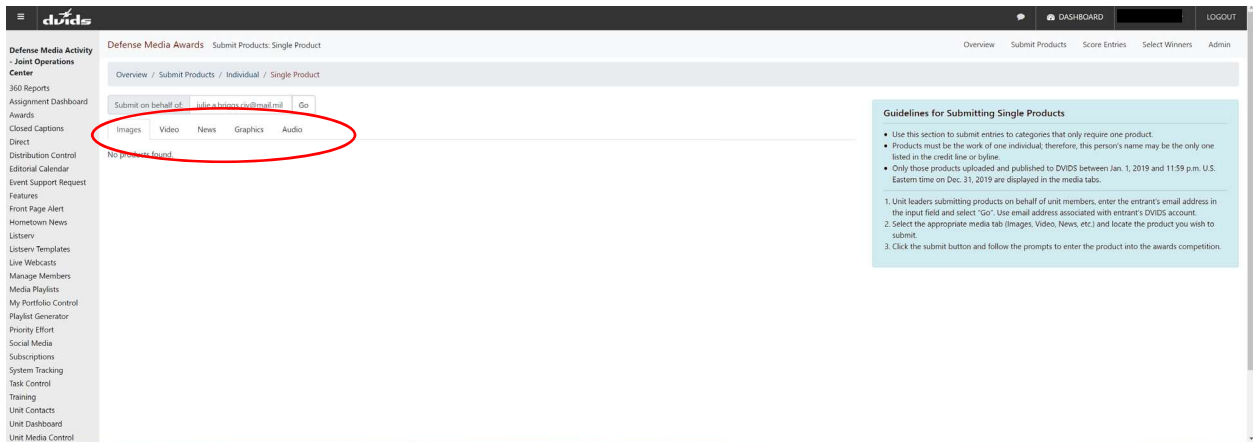 ≡ dvids DASHBOARD LOGOUT
Defense Media Activity - Joint Operations Center
360 Reports
Assignment Dashboard
Awards
Closed Captions
Direct
Distribution Control
Editorial Calendar
Event Support Request
Features
Front Page Alert
Hometown News
Listserv
Listserv Templates
Live Webcasts
Manage Members
Media Playlists
My Portfolio Control
Playlist Generator
Priority Effort
Social Media
Subscriptions
System Tracking
Task Control
Training
Unit Contacts
Unit Dashboard
Unit Media Control
Defense Media Awards Submit Products: Single Product
Overview Submit Products Score Entries Select Winners Admin
Overview / Submit Products / Individual / Single Product
Submit on behalf of: julie.a.briggs.civ@mail.mil Go
Images Video News Graphics Audio
No products found.
Guidelines for Submitting Single Products
• Use this section to submit entries to categories that only require one product.
• Products must be the work of one individual; therefore, this person's name may be the only one
listed in the credit line or byline.
• Only those products uploaded and published to DVIDS between Jan. 1, 2019 and 11:59 p.m. U.S.
Eastern time on Dec. 31, 2019 are displayed in the media tabs.
1. Unit leaders submitting products on behalf of unit members, enter the entrant's email address in
the input field and select "Go". Use email address associated with entrant's DVIDS account.
2. Select the appropriate media tab (Images, Video, News, etc.) and locate the product you wish to
submit.
3. Click the submit button and follow the prompts to enter the product into the awards competition.